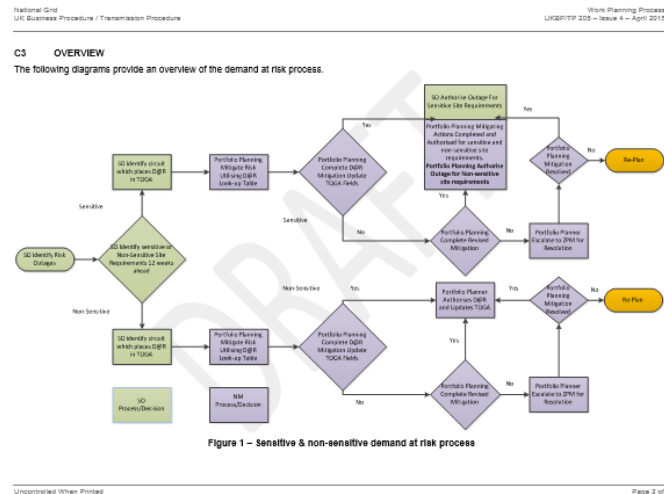 National Grid
UK Business Procedure / Transmission Procedure
Work Planning Process
UKBP/TP 205 – Issue 4 – April 2015
C3 OVERVIEW
The following diagrams provide an overview of the demand at risk process.
SO Authorise Outage For
Sensitive Site Requirements
Yes
Yes
Portfolio Planning Mitigating
Actions Completed and
Authorised for sensitive and
non-sensitive site
requirements
Portfolio Planning Authorise
Outage for Non-sensitive
site requirements
SO identify circuit
which places D@R
in TOGA
Portfolio Planning
Mitigate Risk
Utilising D@R
Look-up Table
Portfolio Planning
Complete D@R
Mitigation Update
TOGA Fields
Portfolio
Planning
Mitigation
Resolved
No
Re-Plan
Sensitive
Sensitive
Yes
No
No
Portfolio Planning
Complete Revised
Mitigation
Portfolio Planner
Escalate to ZPM for
Resolution
SO Identify Risk
Outages
SO Identify sensitive or
Non-Sensitive Site
Requirements 12 weeks
ahead
Non Sensitive
Non Sensitive
Yes
Portfolio Planner
Authorises D@R
and Updates TOGA
Yes
Portfolio
Planning
Mitigation
Resolved
No
Re-Plan
SO identify circuit
which places D@R
in TOGA
Portfolio Planning
Mitigate Risk
Utilising D@R
Look-up Table
Portfolio Planning
Complete D@R
Mitigation Update
TOGA Fields
Yes
No
No
Portfolio Planning
Complete Revised
Mitigation
Portfolio Planner
Escalate to ZPM for
Resolution
SO
Process/Decision
NM
Process/Decision
DRAFT
Figure 1 – Sensitive & non-sensitive demand at risk process
Uncontrolled When Printed
Page 2 of